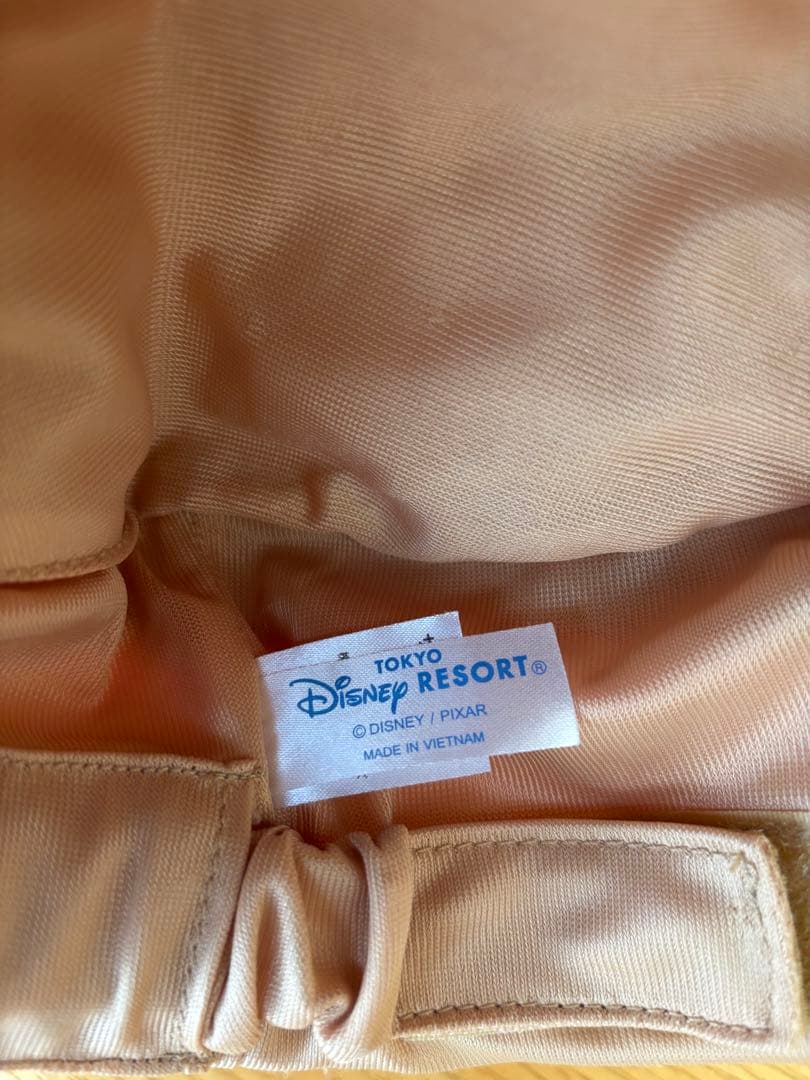 TOKYO
Disney RESORT®
© DISNEY / PIXAR
MADE IN VIETNAM